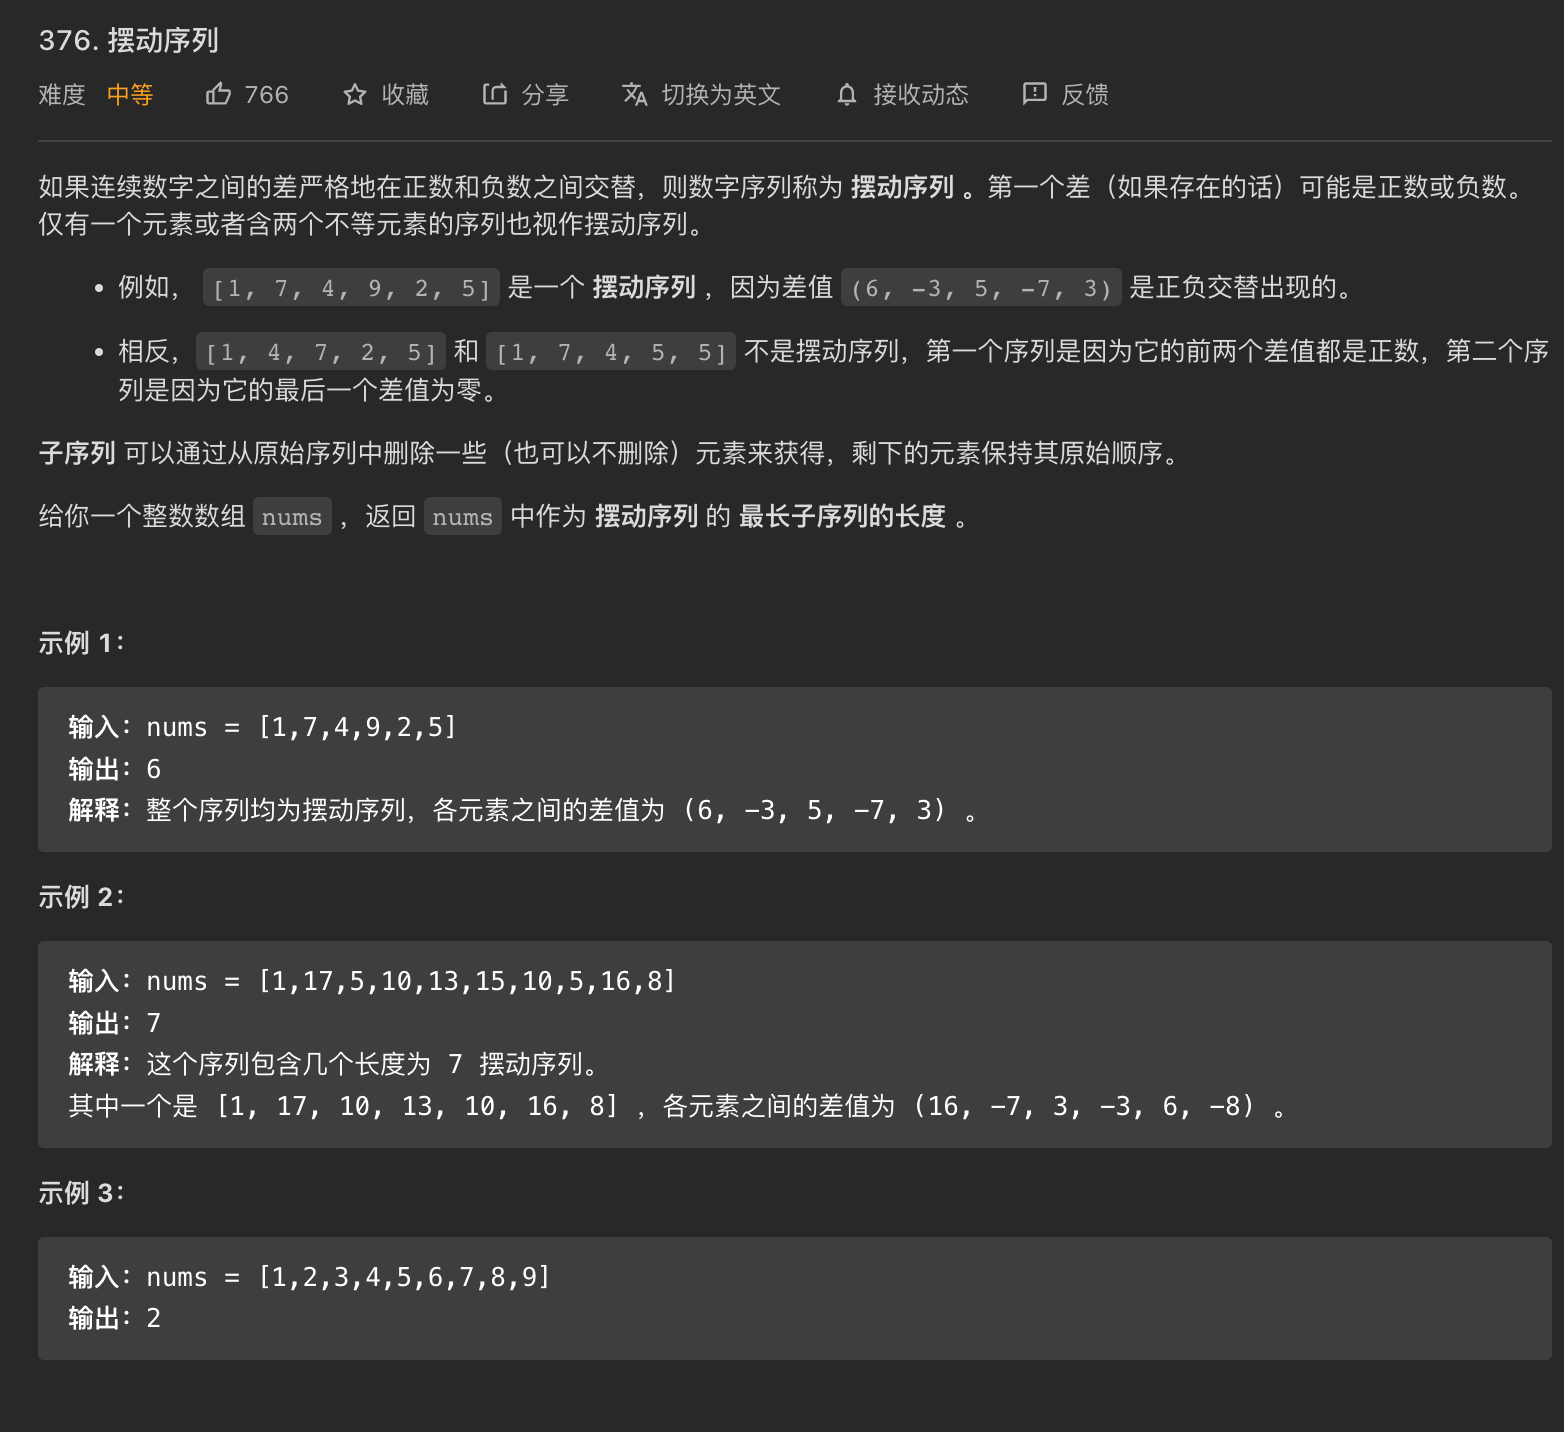 376. 摆动序列
难度 中等 766 收藏 分享 切换为英文 接收动态 反馈
如果连续数字之间的差严格地在正数和负数之间交替，则数字序列称为 摆动序列 。第一个差（如果存在的话）可能是正数或负数。
仅有一个元素或者含两个不等元素的序列也视作摆动序列。
• 例如， [1, 7, 4, 9, 2, 5] 是一个 摆动序列 ，因为差值 (6, -3, 5, -7, 3) 是正负交替出现的。
• 相反，[1, 4, 7, 2, 5] 和 [1, 7, 4, 5, 5] 不是摆动序列，第一个序列是因为它的前两个差值都是正数，第二个序
列是因为它的最后一个差值为零。
子序列 可以通过从原始序列中删除一些（也可以不删除）元素来获得，剩下的元素保持其原始顺序。
给你一个整数数组 nums ，返回 nums 中作为 摆动序列 的 最长子序列的长度 。
示例 1：
输入：nums = [1,7,4,9,2,5]
输出：6
解释：整个序列均为摆动序列，各元素之间的差值为 (6, -3, 5, -7, 3) 。
示例 2：
输入：nums = [1,17,5,10,13,15,10,5,16,8]
输出：7
解释：这个序列包含几个长度为 7 摆动序列。
其中一个是 [1, 17, 10, 13, 10, 16, 8] ，各元素之间的差值为 (16, -7, 3, -3, 6, -8) 。
示例 3：
输入：nums = [1,2,3,4,5,6,7,8,9]
输出：2